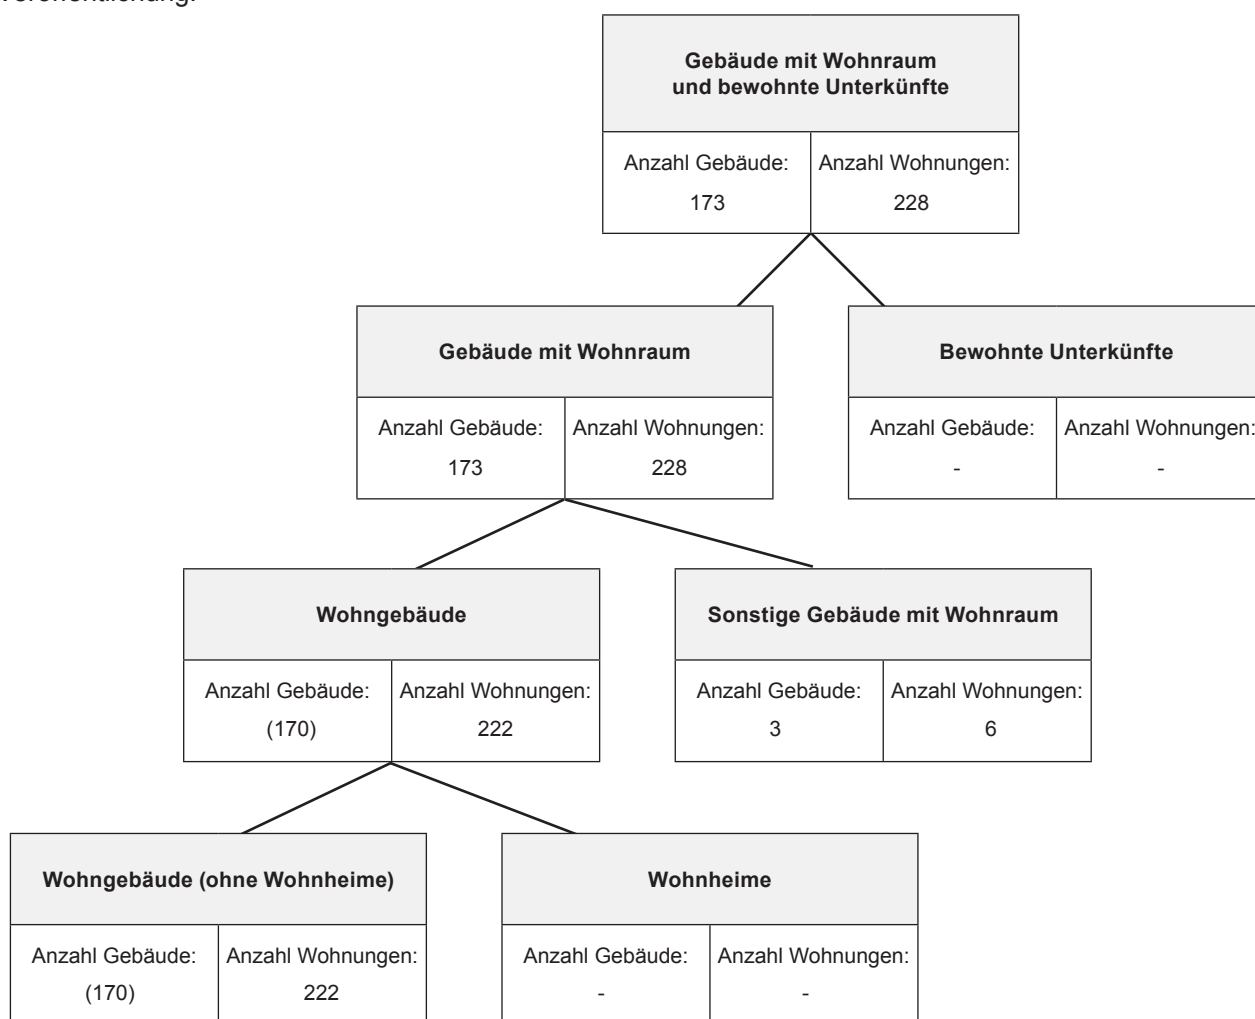 Veröffentlichung.
Gebäude mit Wohnraum
und bewohnte Unterkünfte
Anzahl Gebäude: Anzahl Wohnungen:
173 228
Gebäude mit Wohnraum
Anzahl Gebäude: Anzahl Wohnungen:
173 228
Bewohnte Unterkünfte
Anzahl Gebäude: Anzahl Wohnungen:
- -
Wohngebäude
Anzahl Gebäude: Anzahl Wohnungen:
(170) 222
Sonstige Gebäude mit Wohnraum
Anzahl Gebäude: Anzahl Wohnungen:
3 6
Wohngebäude (ohne Wohnheime)
Anzahl Gebäude: Anzahl Wohnungen:
(170) 222
Wohnheime
Anzahl Gebäude: Anzahl Wohnungen:
- -